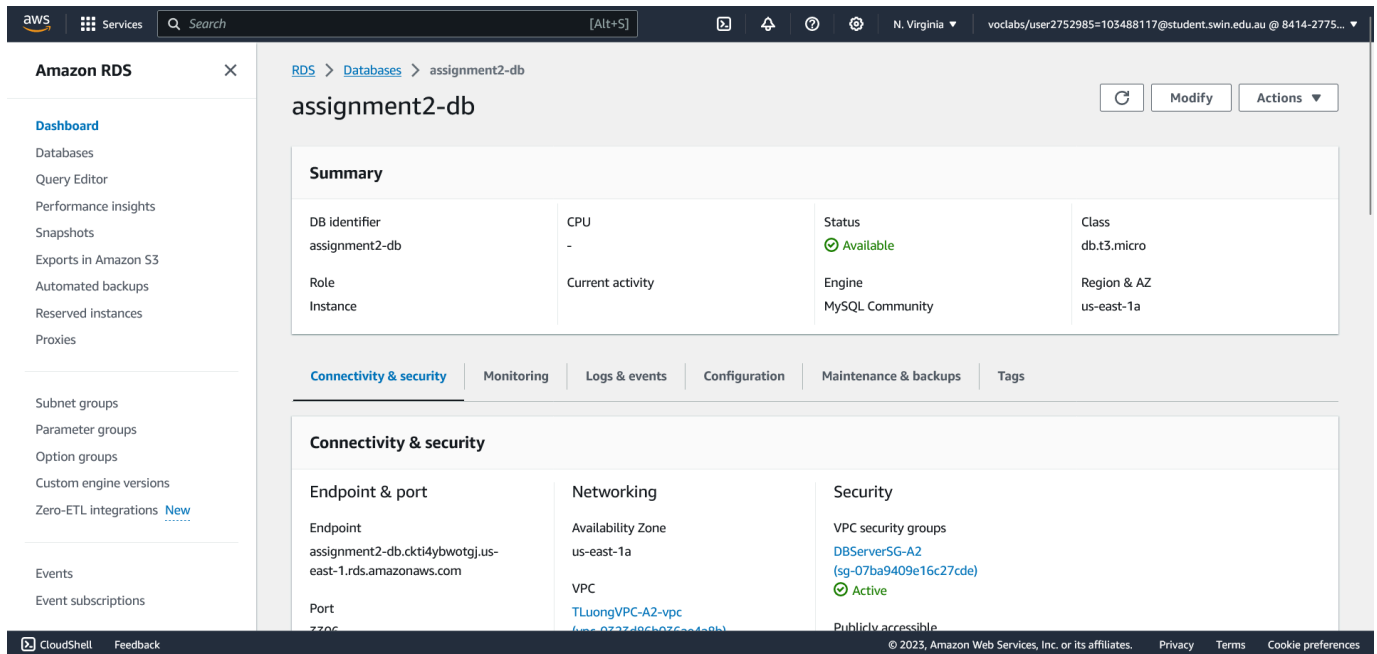 aws
Services
Search
[Alt+S]
N. Virginia
voclabs/user2752985=103488117@student.swin.edu.au @ 8414-2775...
Amazon RDS
Dashboard
Databases
Query Editor
Performance insights
Snapshots
Exports in Amazon S3
Automated backups
Reserved instances
Proxies
Subnet groups
Parameter groups
Option groups
Custom engine versions
Zero-ETL integrations New
Events
Event subscriptions
RDS > Databases > assignment2-db
assignment2-db
Modify
Actions
Summary
DB identifier
assignment2-db
CPU
-
Status
Available
Class
db.t3.micro
Role
Instance
Current activity
Engine
MySQL Community
Region & AZ
us-east-1a
Connectivity & security
Monitoring
Logs & events
Configuration
Maintenance & backups
Tags
Connectivity & security
Endpoint & port
Endpoint
assignment2-db.ckti4ybwotgj.us-
east-1.rds.amazonaws.com
Port
Networking
Availability Zone
us-east-1a
VPC
TLuongVPC-A2-vpc
Security
VPC security groups
DBServerSG-A2
(sg-07ba9409e16c27cde)
Active
Publicly accessible
CloudShell
Feedback
© 2023, Amazon Web Services, Inc. or its affiliates.
Privacy
Terms
Cookie preferences